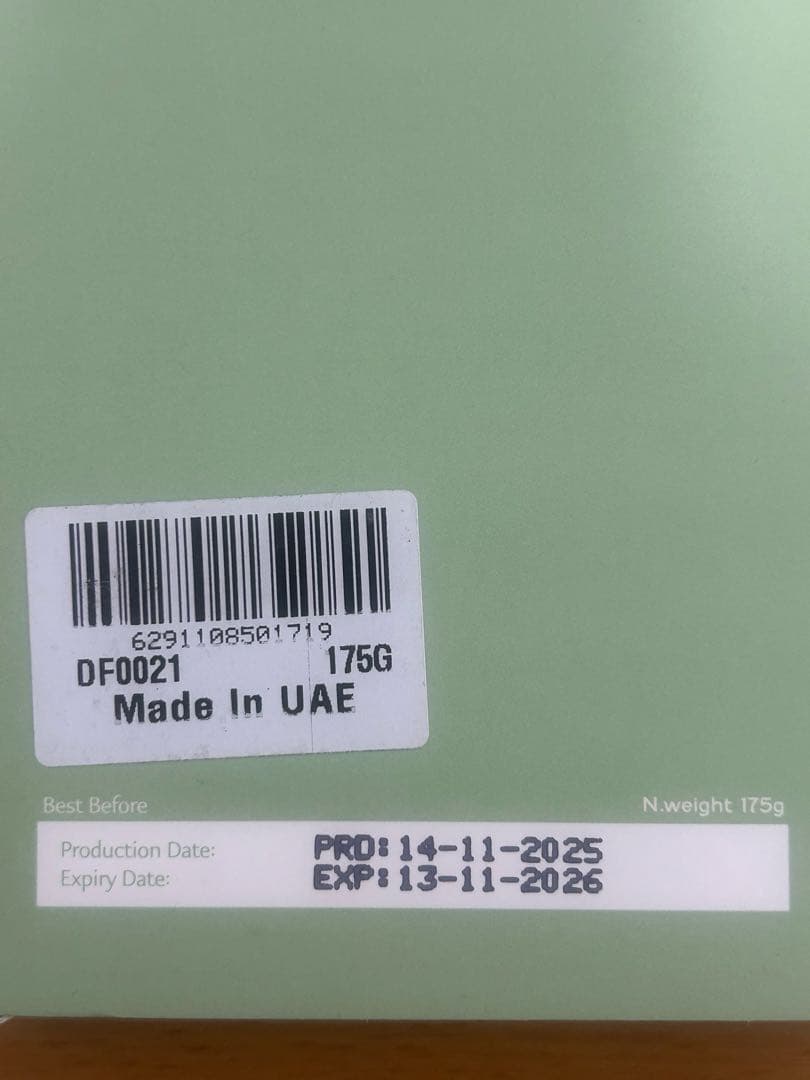 6291108501719
DF0021 175G
Made In UAE
Best Before N.weight 175g
Production Date: PRD: 14-11-2025
Expiry Date: EXP: 13-11-2026